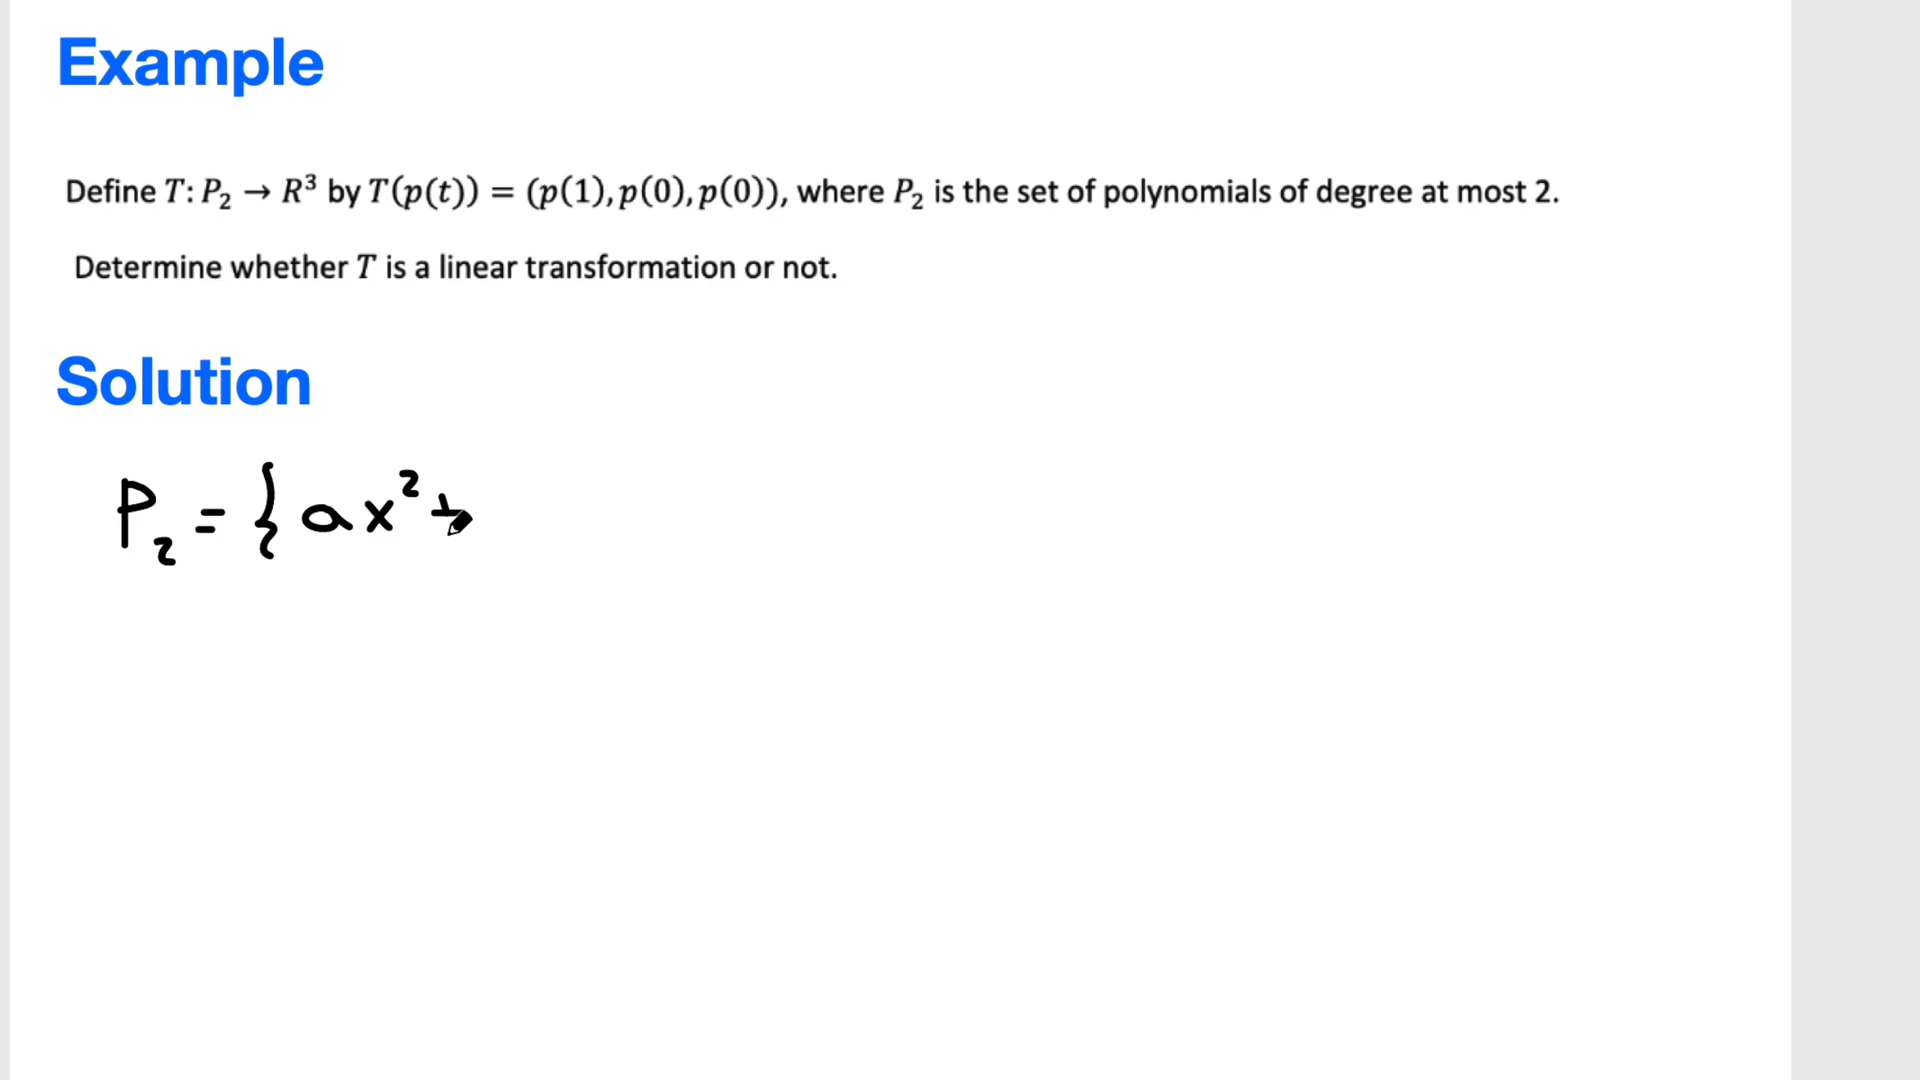 Example
Define T: P₂ → R³ by T(p(t)) = (p(1), p(0), p(0)), where P₂ is the set of polynomials of degree at most 2.
Determine whether T is a linear transformation or not.
Solution
P₂ = { ax² +